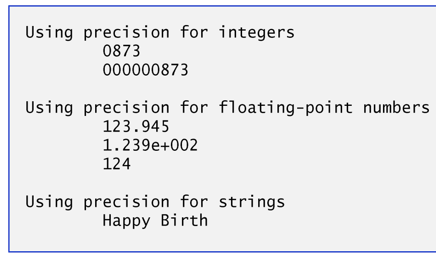 Using precision for integers
0873
000000873
Using precision for floating-point numbers
123.945
1.239e+002
124
Using precision for strings
Happy Birth